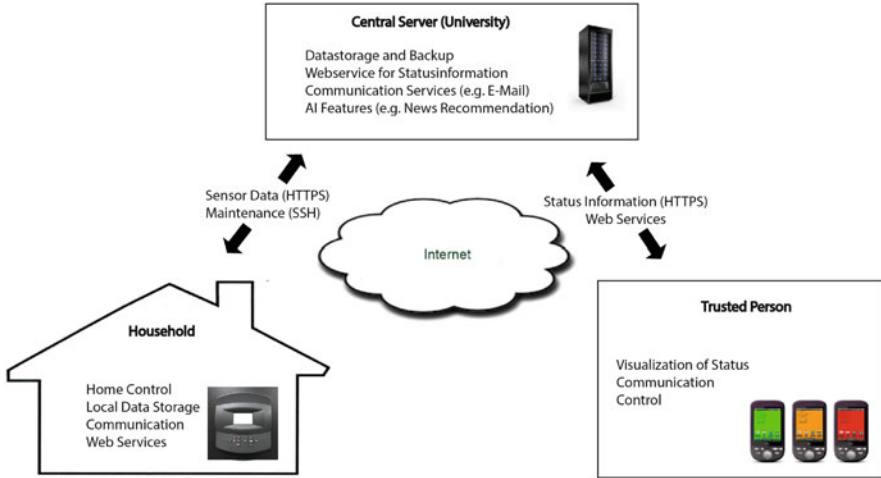 Central Server (University)
Datastorage and Backup
Webservice for Statusinformation
Communication Services (e.g. E-Mail)
AI Features (e.g. News Recommendation)
Sensor Data (HTTPS)
Maintenance (SSH)
Status Information (HTTPS)
Web Services
Internet
Household
Home Control
Local Data Storage
Communication
Web Services
Trusted Person
Visualization of Status
Communication
Control